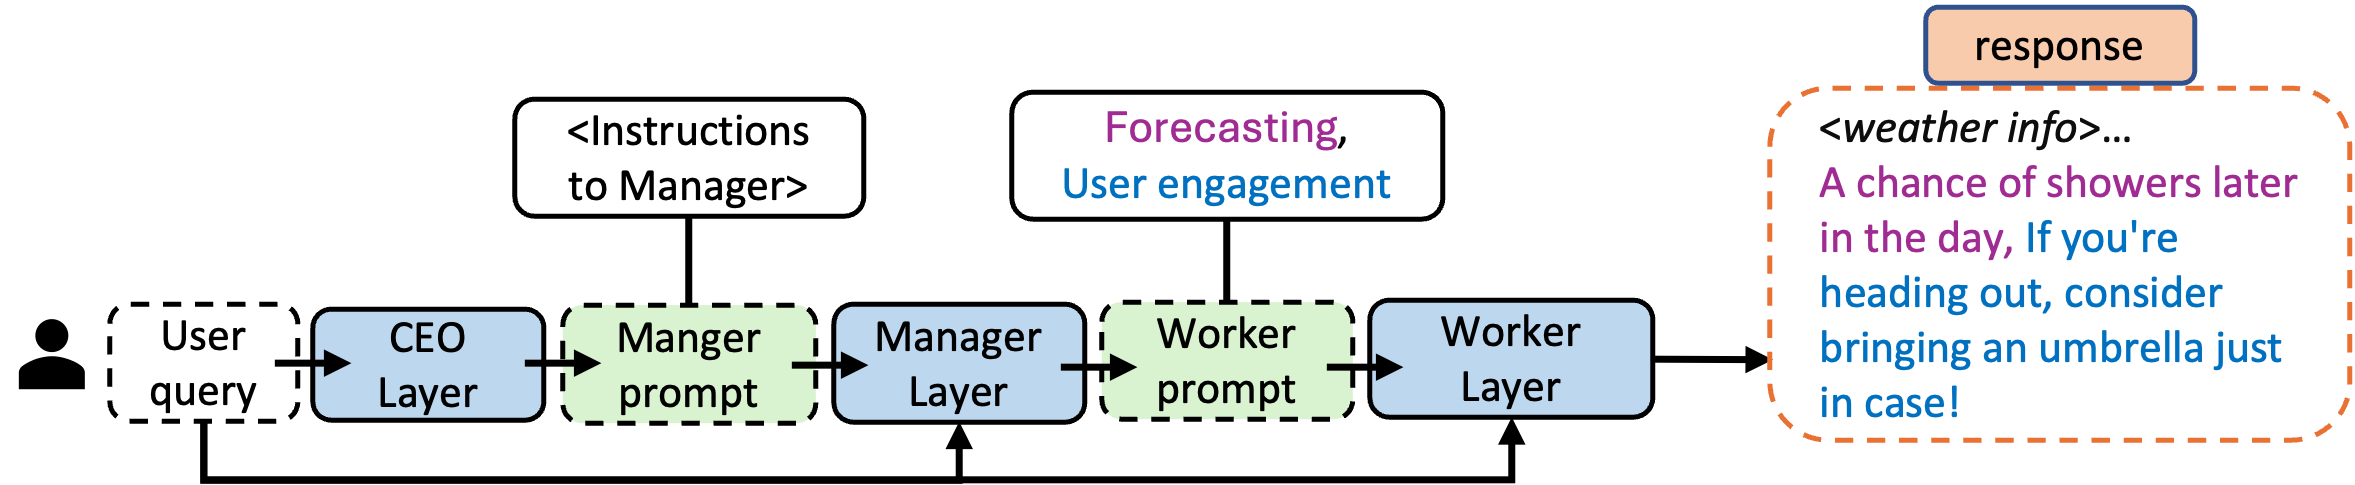 response
<Instructions
to Manager>
Forecasting,
User engagement
<weather info>...
A chance of showers later
in the day, If you're
heading out, consider
bringing an umbrella just
in case!
User
query
CEO
Layer
Manger
prompt
Manager
Layer
Worker
prompt
Worker
Layer